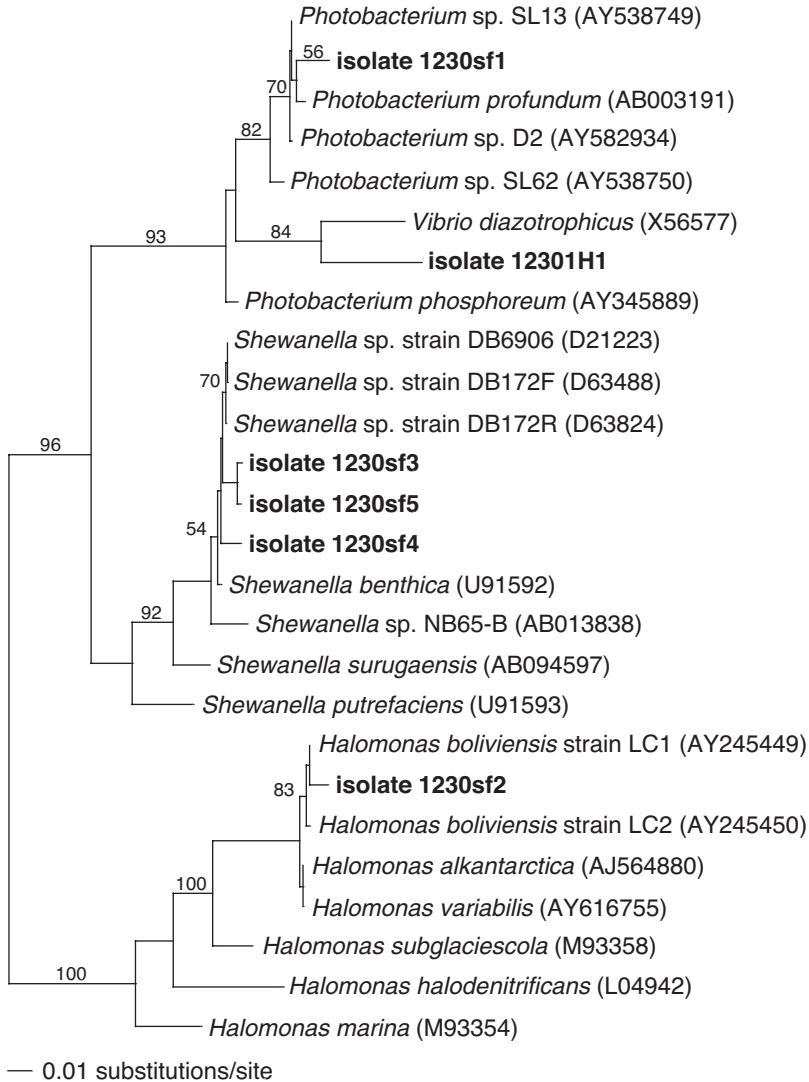 Photobacterium sp. SL13 (AY538749)
56
isolate 1230sf1
70
Photobacterium profundum (AB003191)
82
Photobacterium sp. D2 (AY582934)
Photobacterium sp. SL62 (AY538750)
Vibrio diazotrophicus (X56577)
84
93
isolate 12301H1
Photobacterium phosphoreum (AY345889)
Shewanella sp. strain DB6906 (D21223)
70
Shewanella sp. strain DB172F (D63488)
Shewanella sp. strain DB172R (D63824)
96
isolate 1230sf3
isolate 1230sf5
54
isolate 1230sf4
Shewanella benthica (U91592)
92
Shewanella sp. NB65-B (AB013838)
Shewanella surugaensis (AB094597)
Shewanella putrefaciens (U91593)
Halomonas boliviensis strain LC1 (AY245449)
83
isolate 1230sf2
Halomonas boliviensis strain LC2 (AY245450)
Halomonas alkantarctica (AJ564880)
100
Halomonas variabilis (AY616755)
Halomonas subglaciescola (M93358)
100
Halomonas halodenitrificans (L04942)
Halomonas marina (M93354)
0.01 substitutions/site